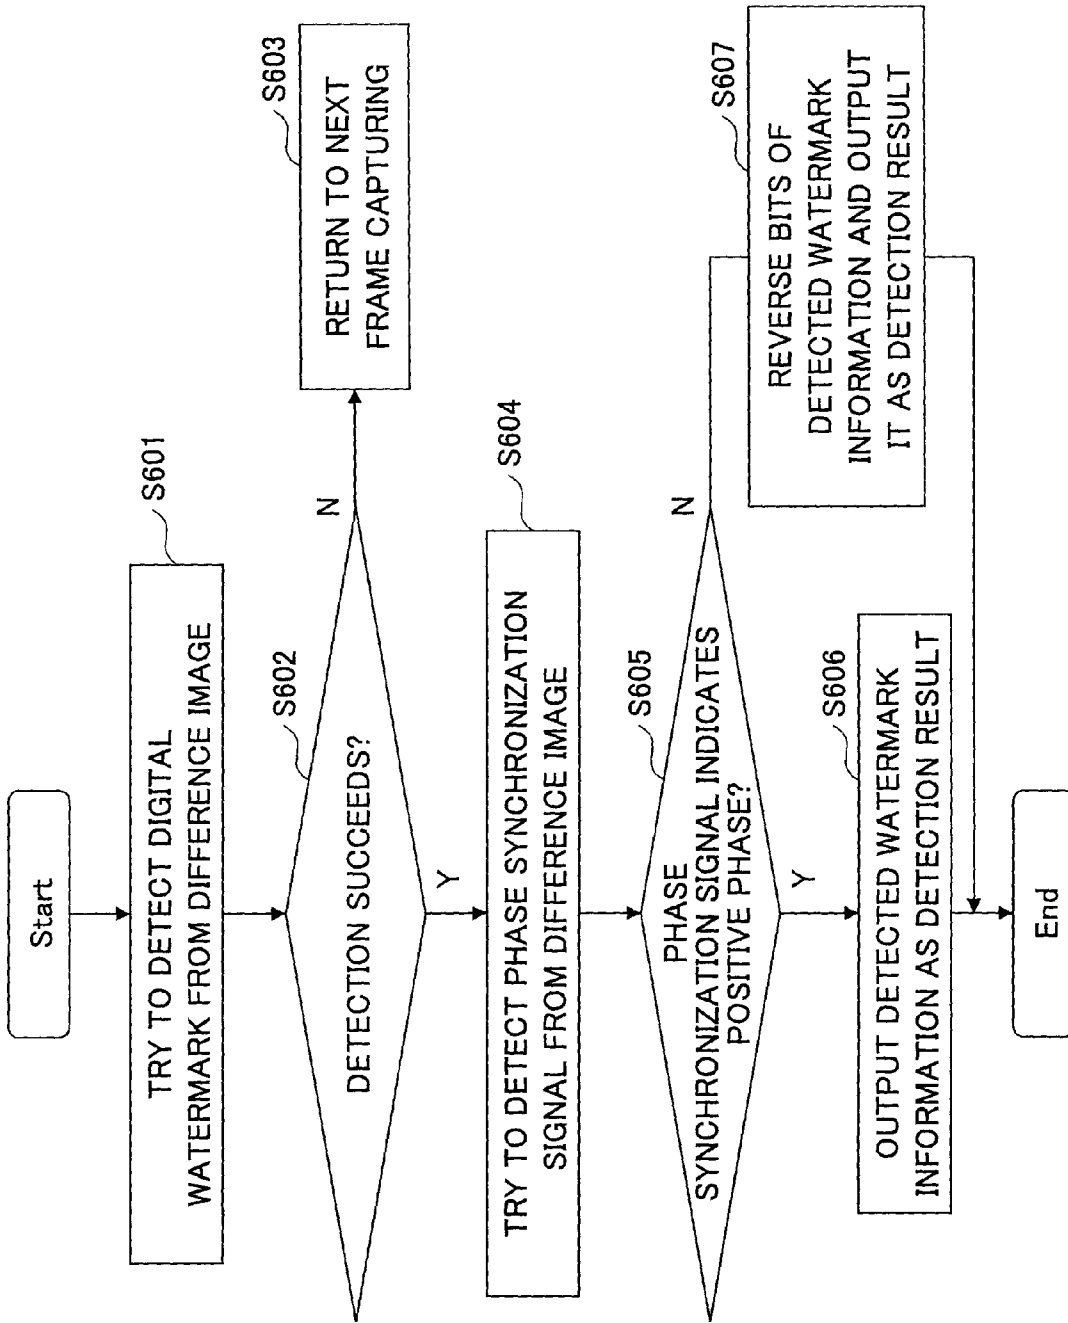 Start
S601
TRY TO DETECT DIGITAL
WATERMARK FROM DIFFERENCE IMAGE
S602
DETECTION SUCCEEDS?
N
Y
S603
RETURN TO NEXT
FRAME CAPTURING
S604
TRY TO DETECT PHASE SYNCHRONIZATION
SIGNAL FROM DIFFERENCE IMAGE
S605
PHASE
SYNCHRONIZATION SIGNAL INDICATES
POSITIVE PHASE?
N
Y
S607
REVERSE BITS OF
DETECTED WATERMARK
INFORMATION AND OUTPUT
IT AS DETECTION RESULT
S606
OUTPUT DETECTED WATERMARK
INFORMATION AS DETECTION RESULT
End